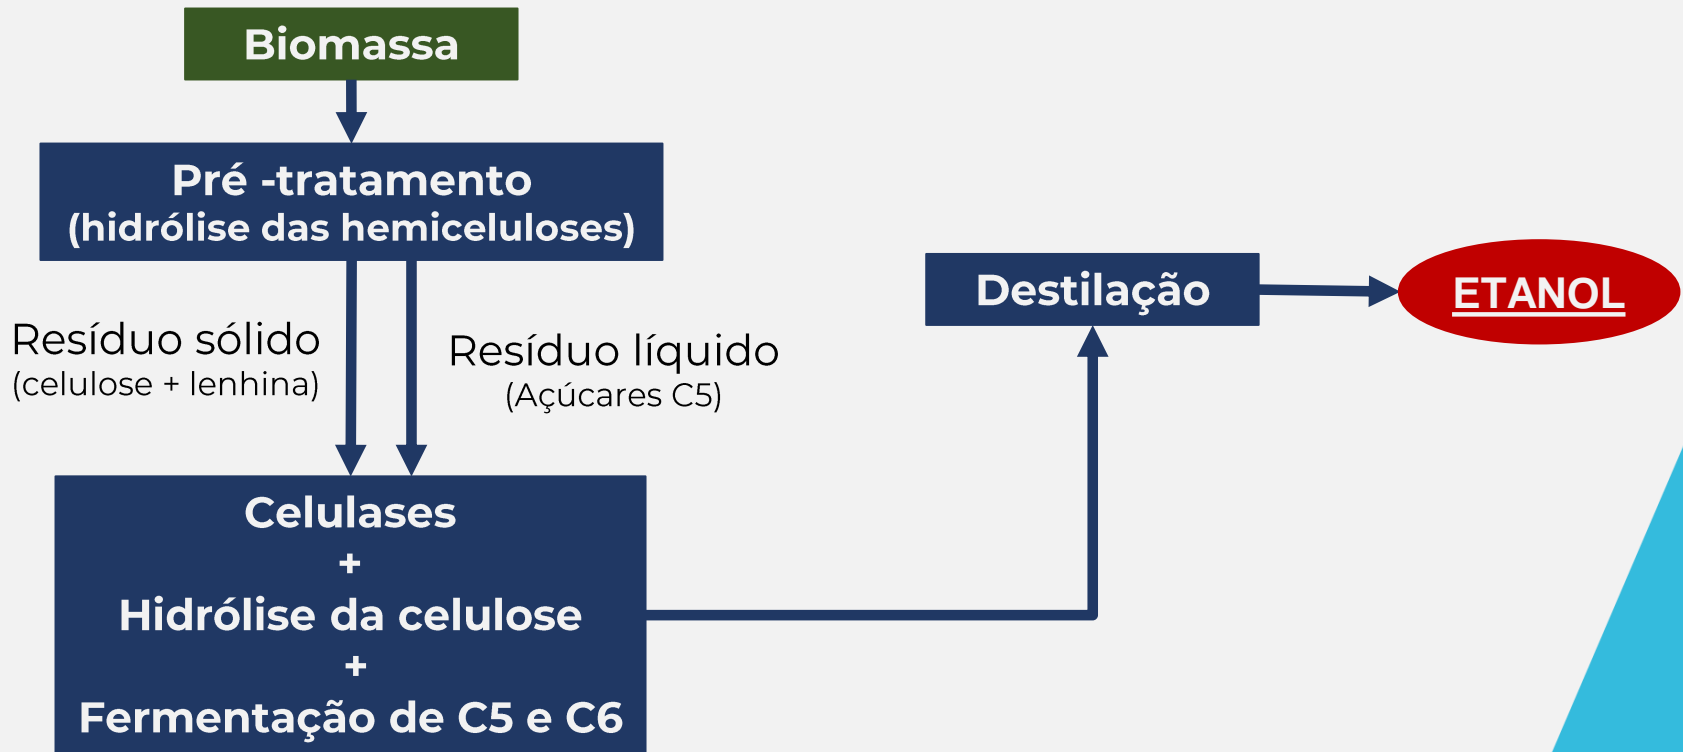 Biomassa
Pré -tratamento
(hidrólise das hemiceluloses)
Resíduo sólido
(celulose + lenhina)
Resíduo líquido
(Açúcares C5)
Celulases
+
Hidrólise da celulose
+
Fermentação de C5 e C6
Destilação
ETANOL